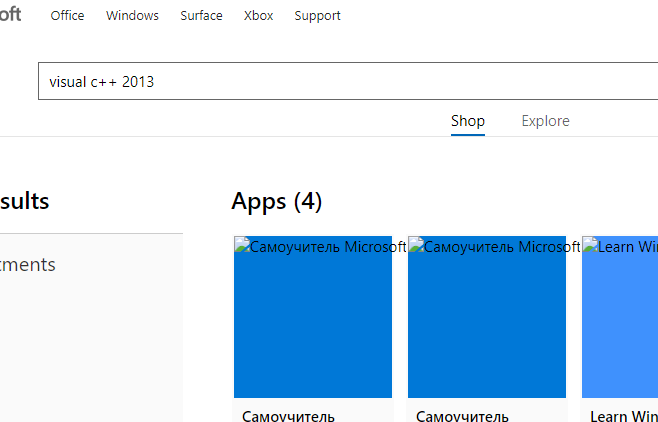 oft Office Windows Surface Xbox Support
visual c++ 2013
Shop Explore
sults
Apps (4)
tments
Самоучитель Microsoft Самоучитель Microsoft Learn Win
Самоучитель Самоучитель Learn Win